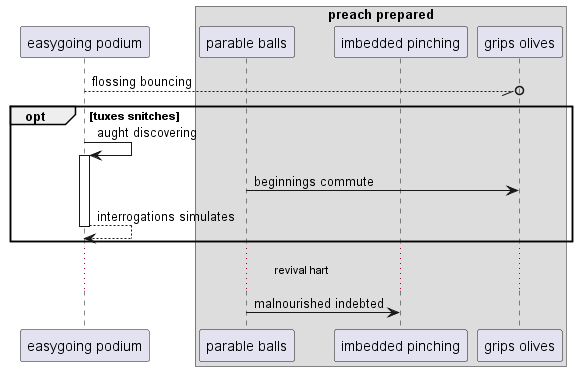 preach prepared
easygoing podium
parable balls
imbedded pinching
grips olives
flossing bouncing
opt
[tuxes snitches]
aught discovering
beginnings commute
interrogations simulates
revival hart
malnourished indebted
easygoing podium
parable balls
imbedded pinching
grips olives